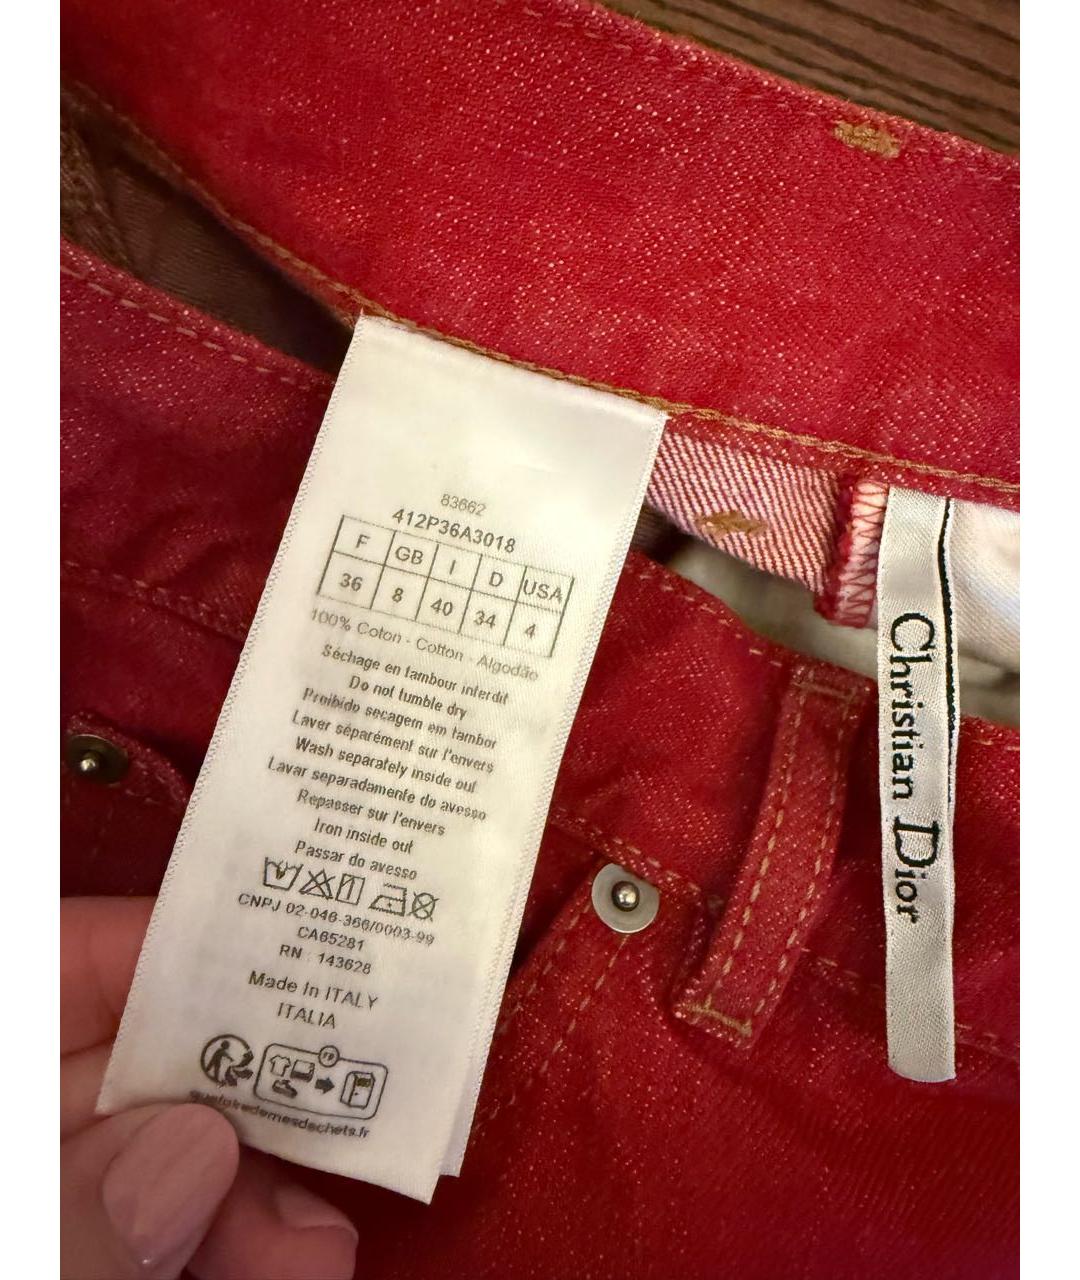 83662
412P36A3018
F GB I D USA
36 8 40 34 4
100% Coton - Cotton - Algodão
Séchage en tambour interdit
Do not tumble dry
Proibido secagem em tambor
Laver séparément sur l'envers
Wash separately inside out
Lavar separadamente do avesso
Repasser sur l'envers
Iron inside out
Passar do avesso
CNPJ 02-046-366/0003-99
CA65281
RN : 143628
Made in ITALY
ITALIA
FR
quefairedemesdechets.fr
Christian Dior